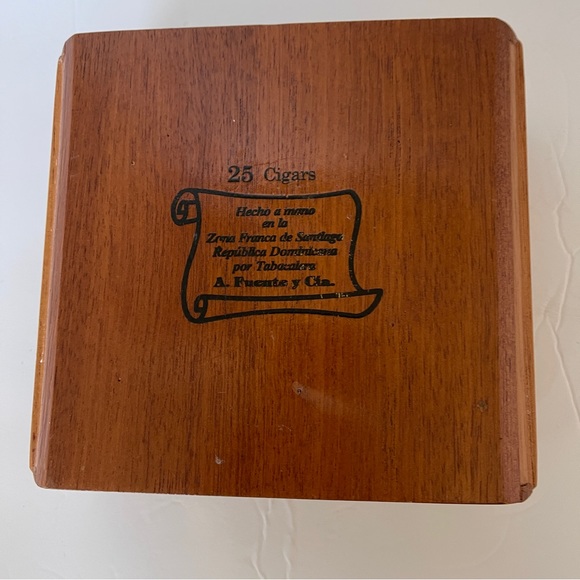 25 Cigars
Hecho a mano
en la
Zona Franca de Santiago
República Dominicana
por Tabacalera
A. Fuente y Cia.